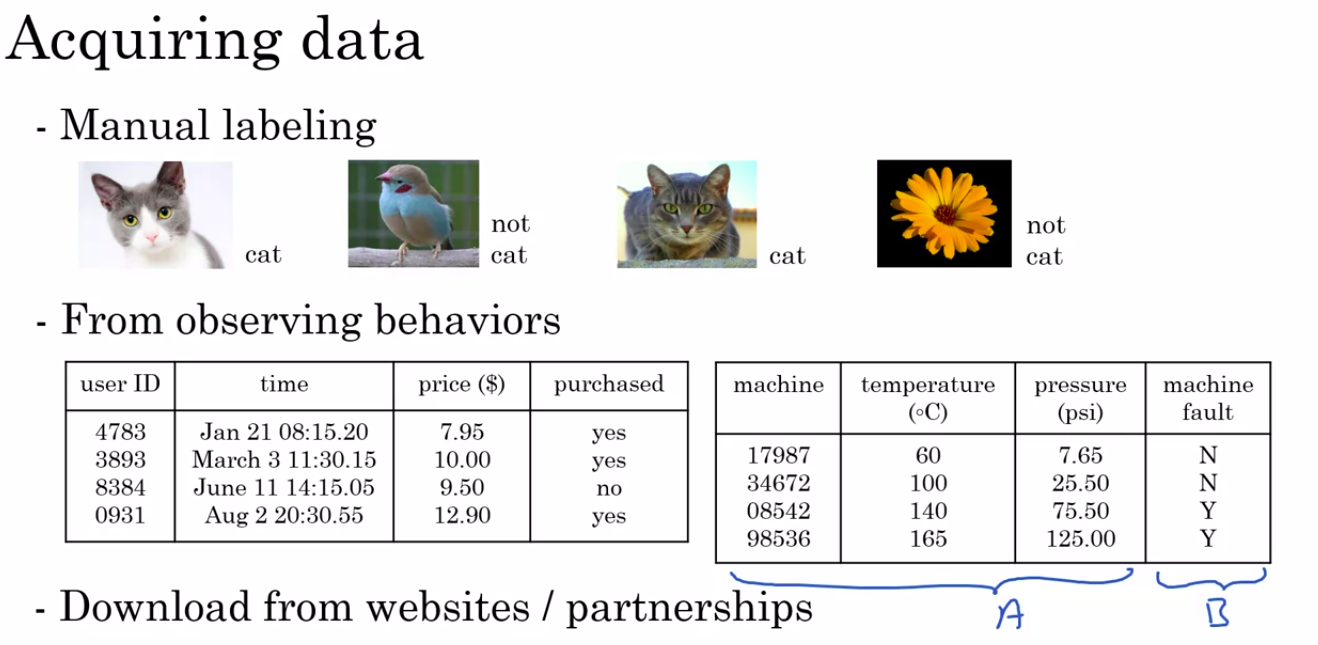 Acquiring data
- Manual labeling
cat
not
cat
cat
not
cat
- From observing behaviors
user ID time price ($) purchased
4783 Jan 21 08:15.20 7.95 yes
3893 March 3 11:30.15 10.00 yes
8384 June 11 14:15.05 9.50 no
0931 Aug 2 20:30.55 12.90 yes
machine temperature pressure machine
(◦C) (psi) fault
17987 60 7.65 N
34672 100 25.50 N
08542 140 75.50 Y
98536 165 125.00 Y
A B
- Download from websites / partnerships